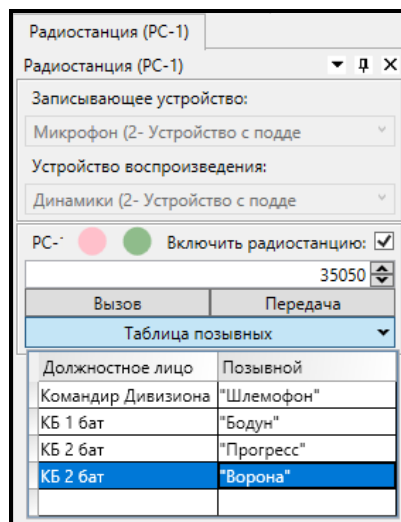 Радиостанция (РС-1)
Радиостанция (РС-1)
Записывающее устройство:
Микрофон (2- Устройство с подде
Устройство воспроизведения:
Динамики (2- Устройство с подде
РС- Включить радиостанцию:
35050
Вызов Передача
Таблица позывных
Должностное лицо Позывной
Командир Дивизиона "Шлемофон"
КБ 1 бат "Бодун"
КБ 2 бат "Прогресс"
КБ 2 бат "Ворона"